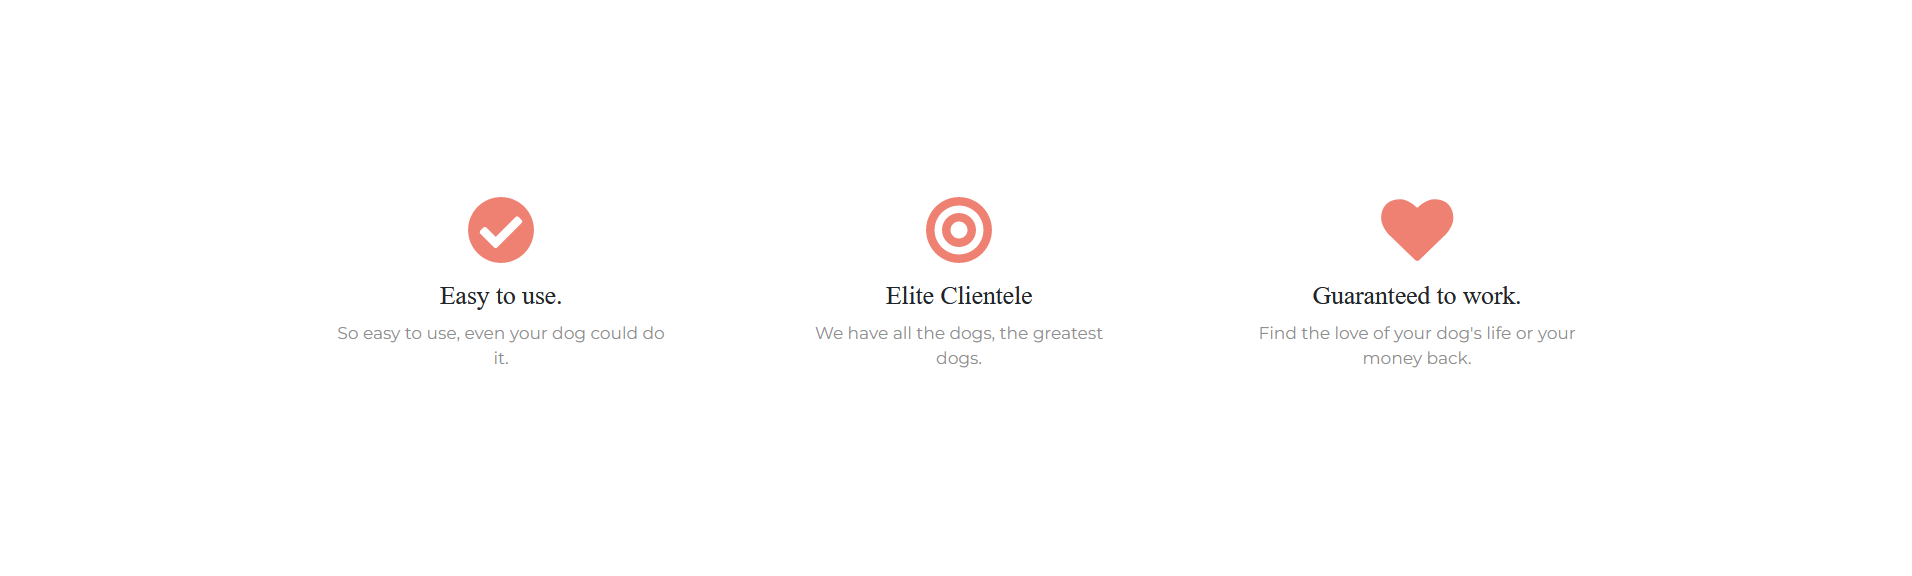 Easy to use.
So easy to use, even your dog could do
it.
Elite Clientele
We have all the dogs, the greatest
dogs.
Guaranteed to work.
Find the love of your dog's life or your
money back.